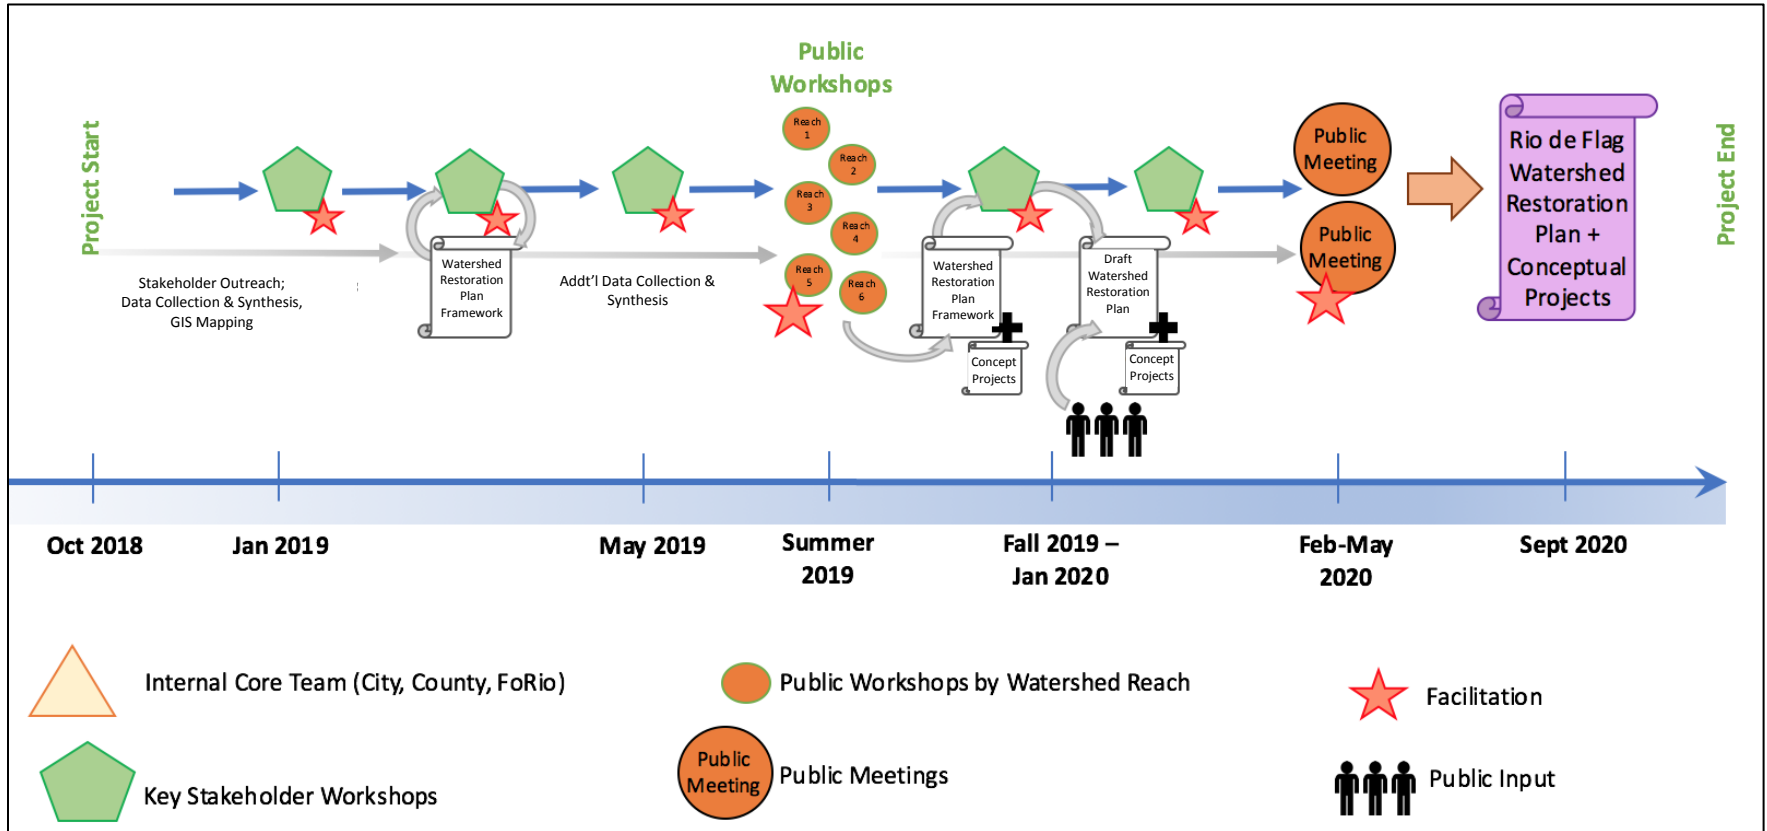 Public
Workshops
Project Start
Reach
1
Reach
2
Reach
3
Reach
4
Reach
5
Reach
6
Stakeholder Outreach;
Data Collection & Synthesis,
GIS Mapping
:
Watershed
Restoration
Plan
Framework
Addt'l Data Collection &
Synthesis
Watershed
Restoration
Plan
Framework
Concept
Projects
Draft
Watershed
Restoration
Plan
Concept
Projects
Public
Meeting
Public
Meeting
Rio de Flag
Watershed
Restoration
Plan +
Conceptual
Projects
Project End
Oct 2018
Jan 2019
May 2019
Summer
2019
Fall 2019 –
Jan 2020
Feb-May
2020
Sept 2020
Internal Core Team (City, County, FoRio)
Key Stakeholder Workshops
Public Workshops by Watershed Reach
Public
Meeting
Public Meetings
Facilitation
Public Input